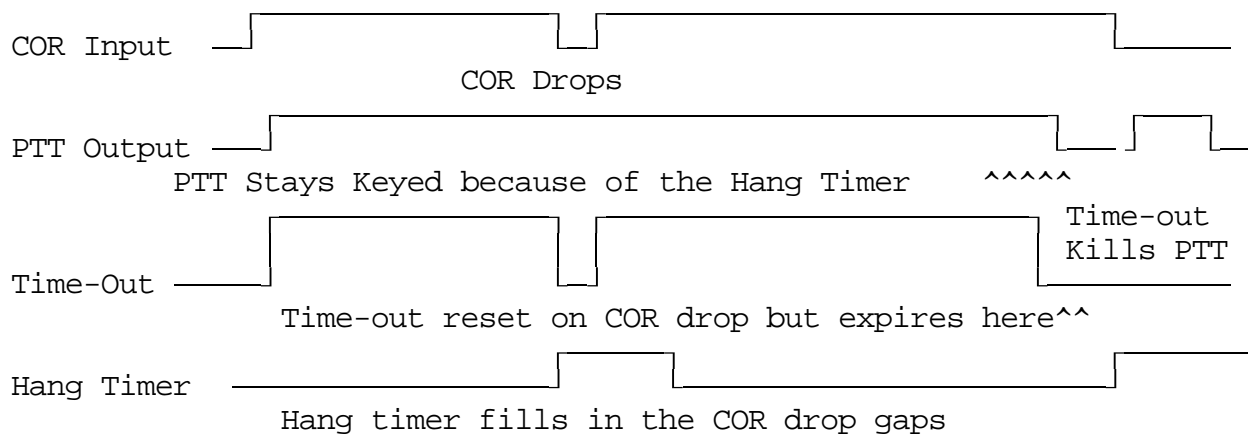 COR Input
COR Drops
PTT Output
PTT Stays Keyed because of the Hang Timer ^^^^^
Time-out
Kills PTT
Time-Out
Time-out reset on COR drop but expires here^^
Hang Timer
Hang timer fills in the COR drop gaps